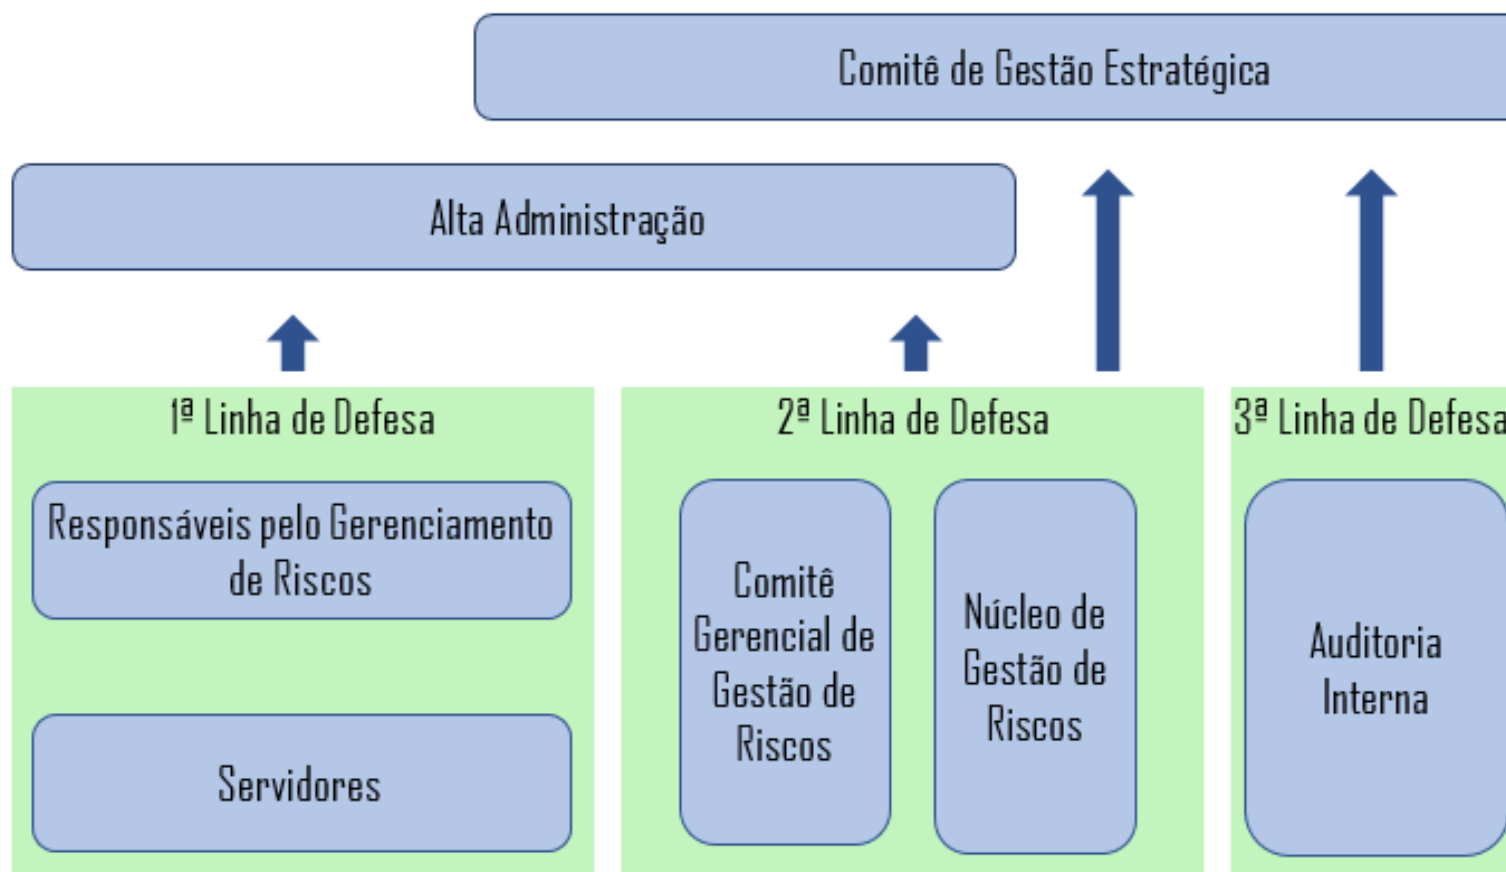 Comitê de Gestão Estratégica
Alta Administração
1ª Linha de Defesa
Responsáveis pelo Gerenciamento
de Riscos
Servidores
2ª Linha de Defesa
Comitê
Gerencial de
Gestão de
Riscos
Núcleo de
Gestão de
Riscos
3ª Linha de Defesa
Auditoria
Interna